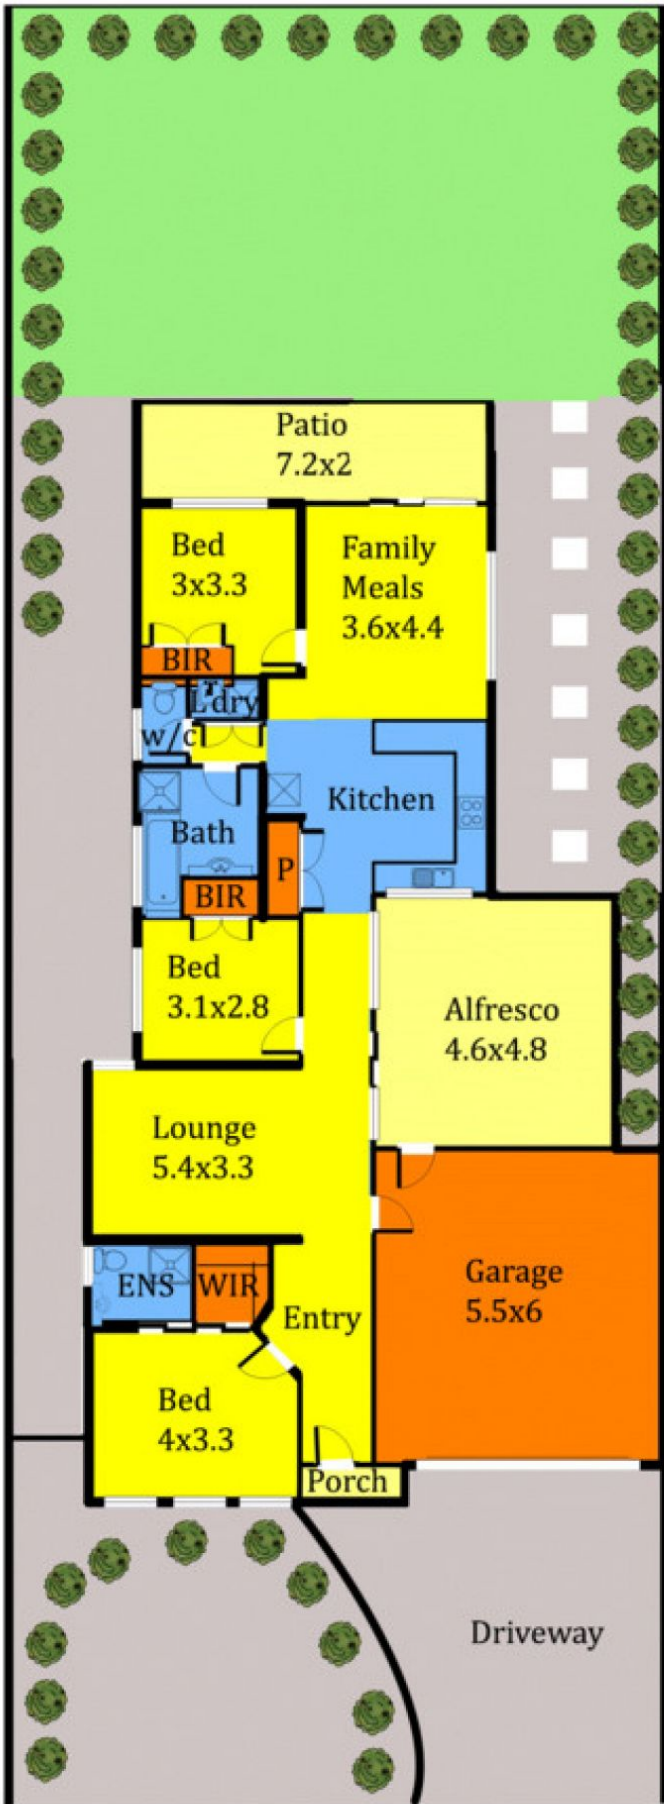 Patio
7.2x2
Bed
3x3.3
Family
Meals
3.6x4.4
BIR
L'dry
w/c
Kitchen
Bath
P
BIR
Bed
3.1x2.8
Alfresco
4.6x4.8
Lounge
5.4x3.3
ENS
WIR
Garage
5.5x6
Entry
Bed
4x3.3
Porch
Driveway